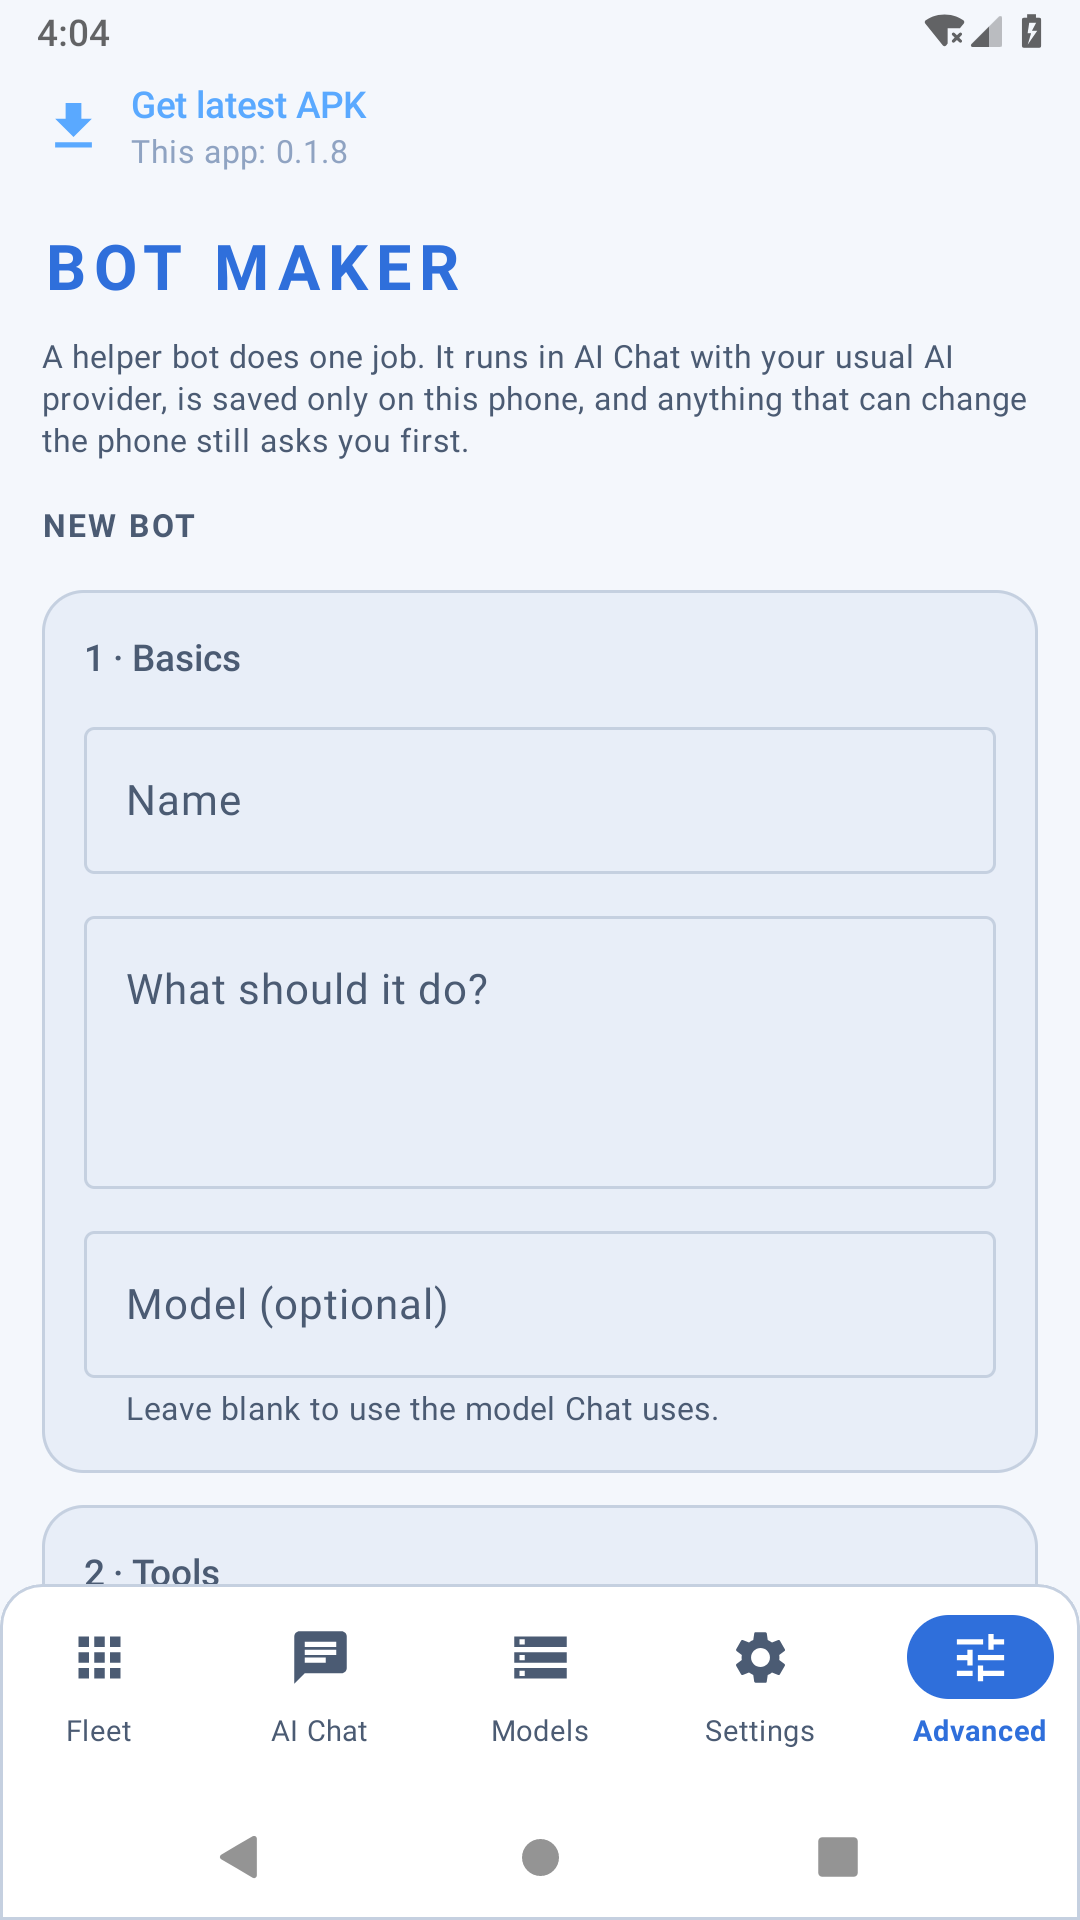 4:04
Get latest APK
This app: 0.1.8
BOT MAKER
A helper bot does one job. It runs in AI Chat with your usual AI
provider, is saved only on this phone, and anything that can change
the phone still asks you first.
NEW BOT
1 · Basics
Name
What should it do?
Model (optional)
Leave blank to use the model Chat uses.
2 · Tools
Fleet
AI Chat
Models
Settings
Advanced